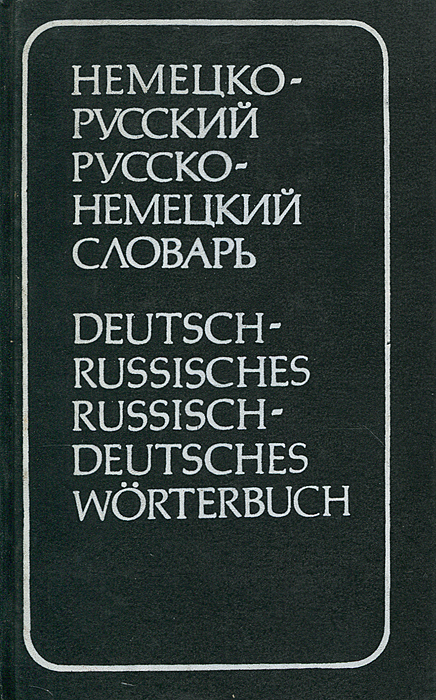 НЕМЕЦКО-
РУССКИЙ
РУССКО-
НЕМЕЦКИЙ
СЛОВАРЬ
DEUTSCH-
RUSSISCHES
RUSSISCH-
DEUTSCHES
WÖRTERBUCH